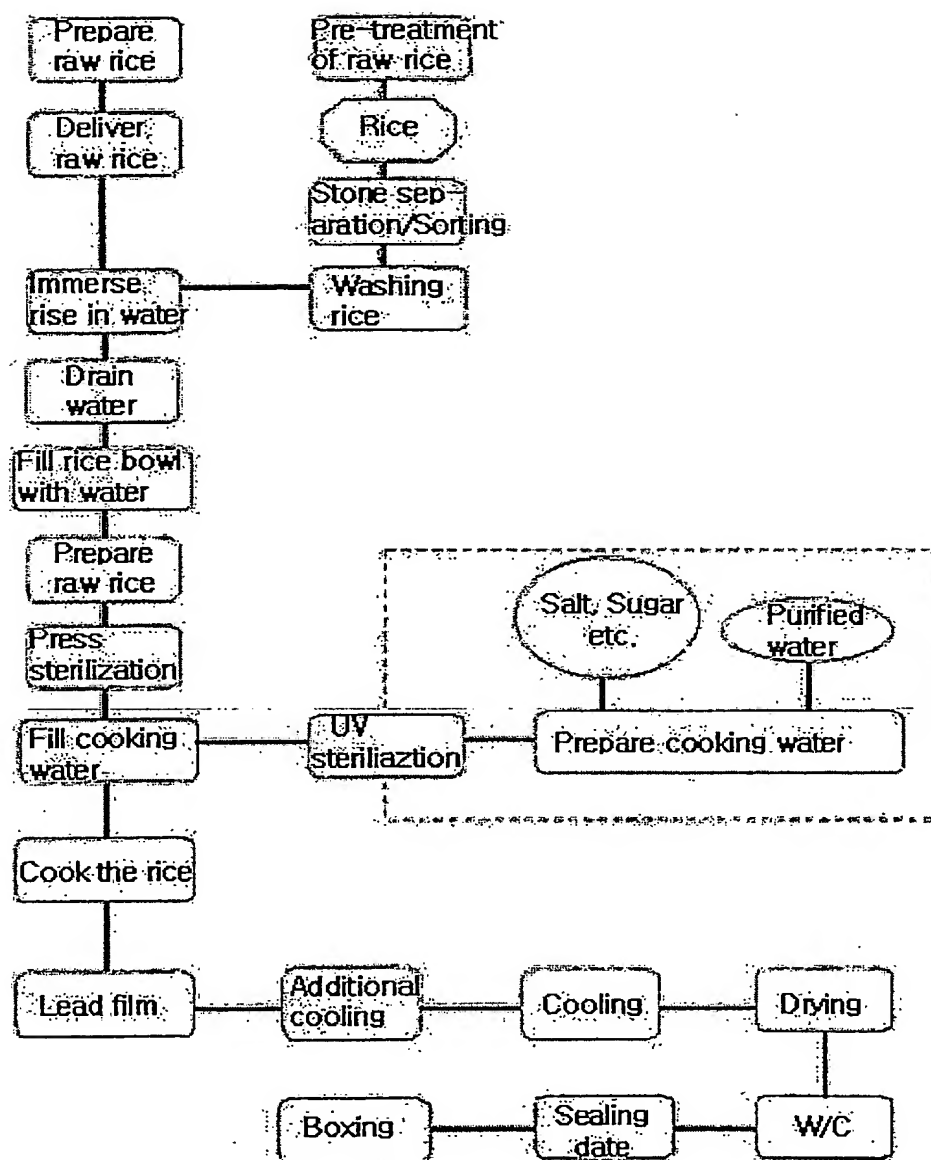 Prepare
raw rice
Pre-treatment
of raw rice
Deliver
raw rice
Rice
Stone sep-
aration/Sorting
Immerse
rise in water
Washing
rice
Drain
water
Fill rice bowl
with water
Prepare
raw rice
Press
sterilization
Salt, Sugar
etc.
Purified
water
Fill cooking
water
UV
steriliaztion
Prepare cooking water
Cook the rice
Lead film
Additional
cooling
Cooling
Drying
Boxing
Sealing
date
W/C